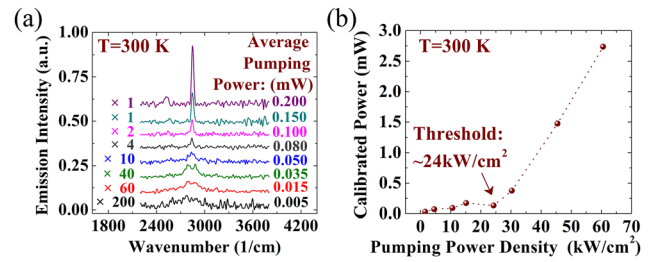 (a)
T=300 K
Average
Pumping
Power: (mW)
× 1 0.200
× 1 0.150
× 2 0.100
× 4 0.080
× 10 0.050
× 40 0.035
× 60 0.015
× 200 0.005
Emission Intensity (a.u.)
1.00
0.75
0.50
0.25
0.00
1800 2400 3000 3600 4200
Wavenumber (1/cm)
(b)
T=300 K
Threshold:
~24kW/cm²
Calibrated Power (mW)
3.0
2.5
2.0
1.5
1.0
0.5
0.0
0 10 20 30 40 50 60 70
Pumping Power Density (kW/cm²)